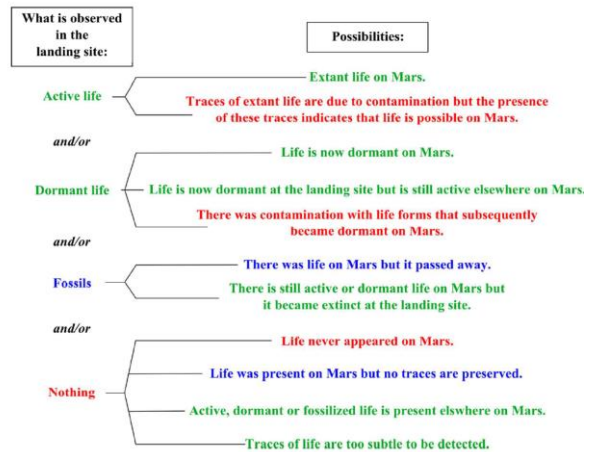 What is observed
in the
landing site:
Possibilities:
Active life
Extant life on Mars.
Traces of extant life are due to contamination but the presence
of these traces indicates that life is possible on Mars.
and/or
Dormant life
Life is now dormant on Mars.
Life is now dormant at the landing site but is still active elsewhere on Mars.
There was contamination with life forms that subsequently
became dormant on Mars.
and/or
Fossils
There was life on Mars but it passed away.
There is still active or dormant life on Mars but
it became extinct at the landing site.
and/or
Nothing
Life never appeared on Mars.
Life was present on Mars but no traces are preserved.
Active, dormant or fossilized life is present elswhere on Mars.
Traces of life are too subtle to be detected.